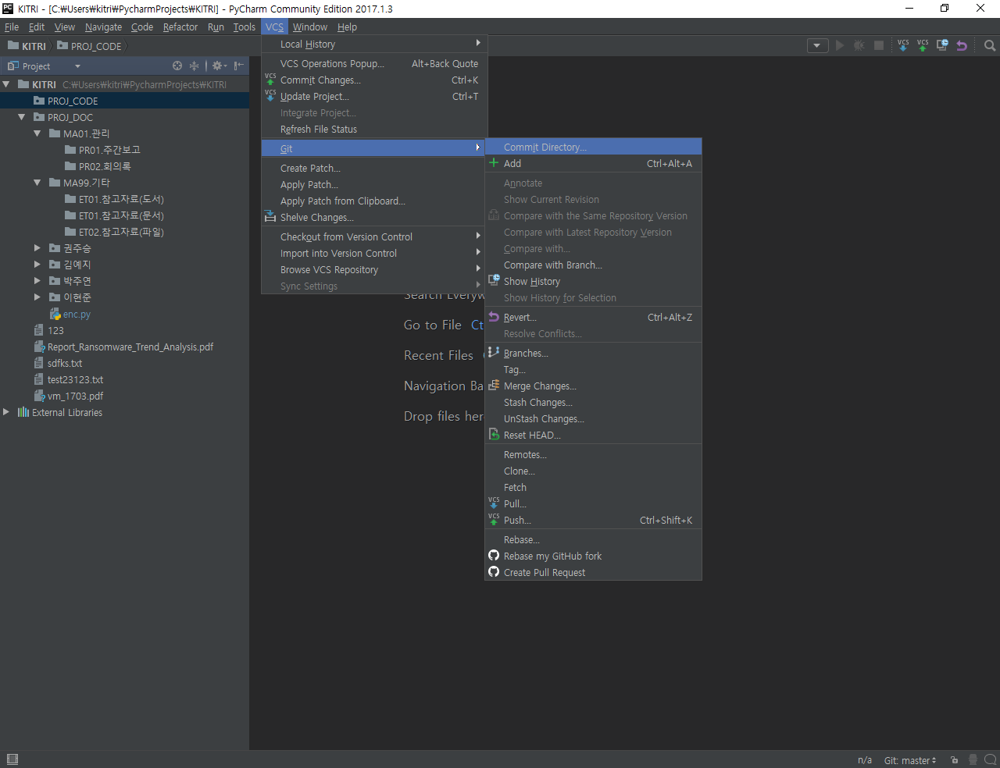 KITRI - [C:₩Users₩kitri₩PycharmProjects₩KITRI] - PyCharm Community Edition 2017.1.3
File Edit View Navigate Code Refactor Run Tools VCS Window Help
KITRI PROJ_CODE
Project
KITRI C:₩Users₩kitri₩PycharmProjects₩KITRI
PROJ_CODE
PROJ_DOC
MA01.관리
PR01.주간보고
PR02.회의록
MA99.기타
ET01.참고자료(도서)
ET01.참고자료(문서)
ET02.참고자료(파일)
권주승
김예지
박주연
이현준
enc.py
123
Report_Ransomware_Trend_Analysis.pdf
sdfks.txt
test23123.txt
vm_1703.pdf
External Libraries
Local History
VCS Operations Popup... Alt+Back Quote
VCS Commit Changes... Ctrl+K
VCS Update Project... Ctrl+T
Integrate Project...
Refresh File Status
Git
Create Patch...
Apply Patch...
Apply Patch from Clipboard...
Shelve Changes...
Checkout from Version Control
Import into Version Control
Browse VCS Repository
Sync Settings
Commit Directory...
Add Ctrl+Alt+A
Annotate
Show Current Revision
Compare with the Same Repository Version
Compare with Latest Repository Version
Compare with...
Compare with Branch...
Show History
Show History for Selection
Revert... Ctrl+Alt+Z
Resolve Conflicts...
Branches...
Tag...
Merge Changes...
Stash Changes...
UnStash Changes...
Reset HEAD...
Remotes...
Clone...
Fetch
VCS Pull...
VCS Push... Ctrl+Shift+K
Rebase...
Rebase my GitHub fork
Create Pull Request
Search Everyw
Go to File Ct
Recent Files
Navigation Ba
Drop files her
VCS VCS
n/a Git: master